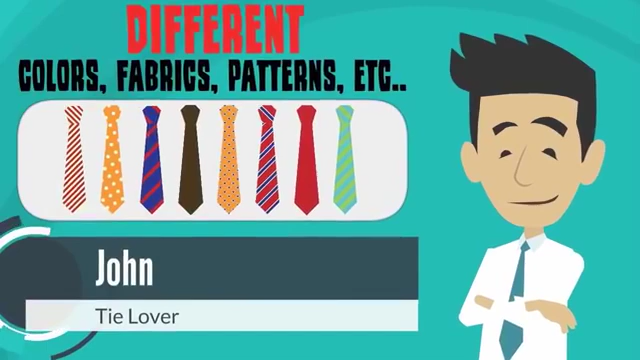 DIFFERENT
COLORS, FABRICS, PATTERNS, ETC..
John
Tie Lover